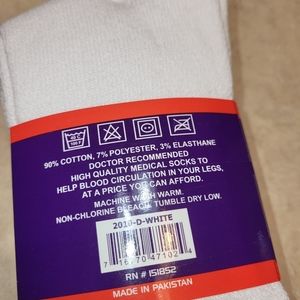 90% COTTON, 7% POLYESTER, 3% ELASTHANE
DOCTOR RECOMMENDED
HIGH QUALITY MEDICAL SOCKS TO
HELP BLOOD CIRCULATION IN YOUR LEGS,
AT A PRICE YOU CAN AFFORD.
MACHINE WASH WARM.
NON-CHLORINE BLEACH. TUMBLE DRY LOW.
2010-D-WHITE
RN # 151852
MADE IN PAKISTAN